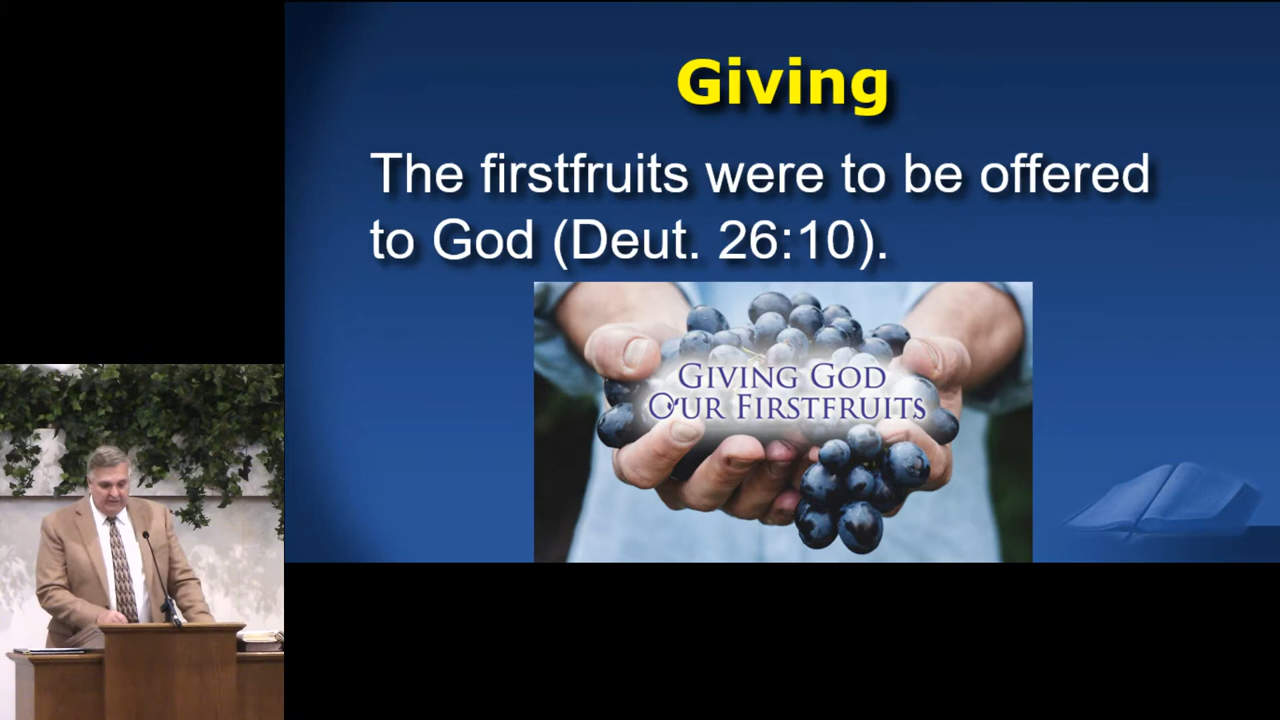 Giving
The firstfruits were to be offered
to God (Deut. 26:10).
GIVING GOD
OUR FIRSTFRUITS